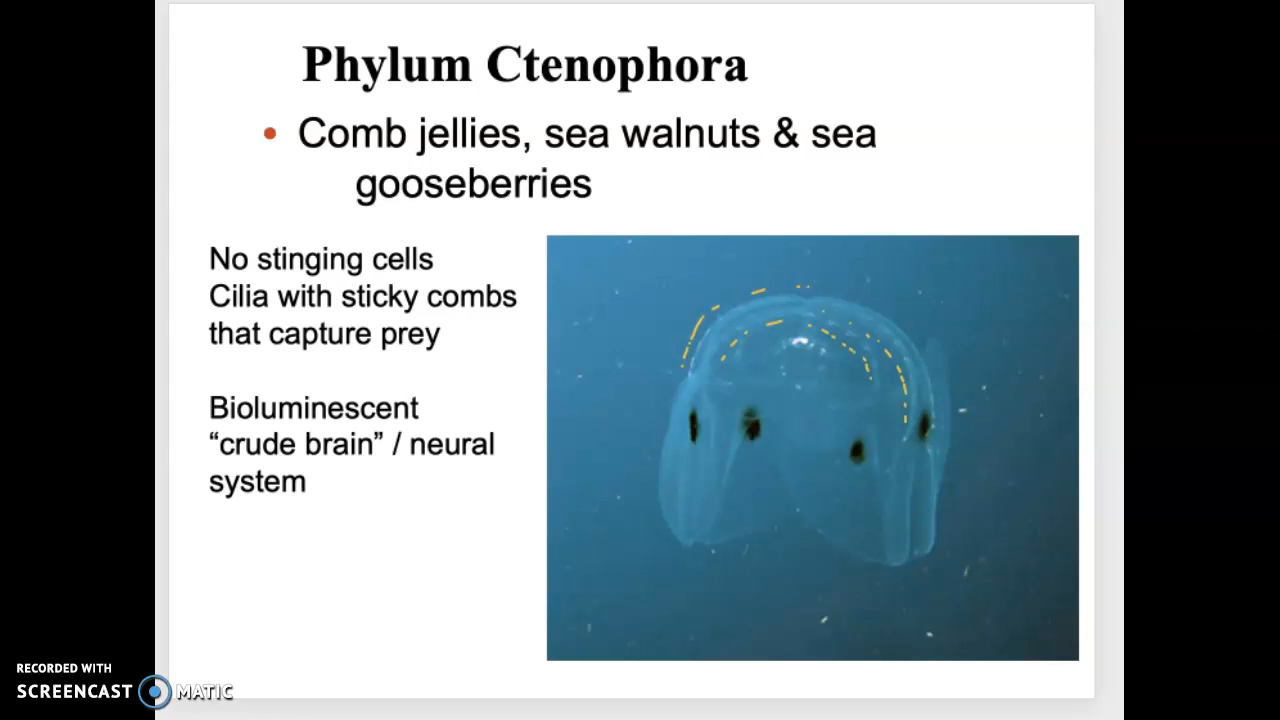 Phylum Ctenophora
• Comb jellies, sea walnuts & sea
gooseberries
No stinging cells
Cilia with sticky combs
that capture prey
Bioluminescent
“crude brain” / neural
system
RECORDED WITH
SCREENCAST MATIC